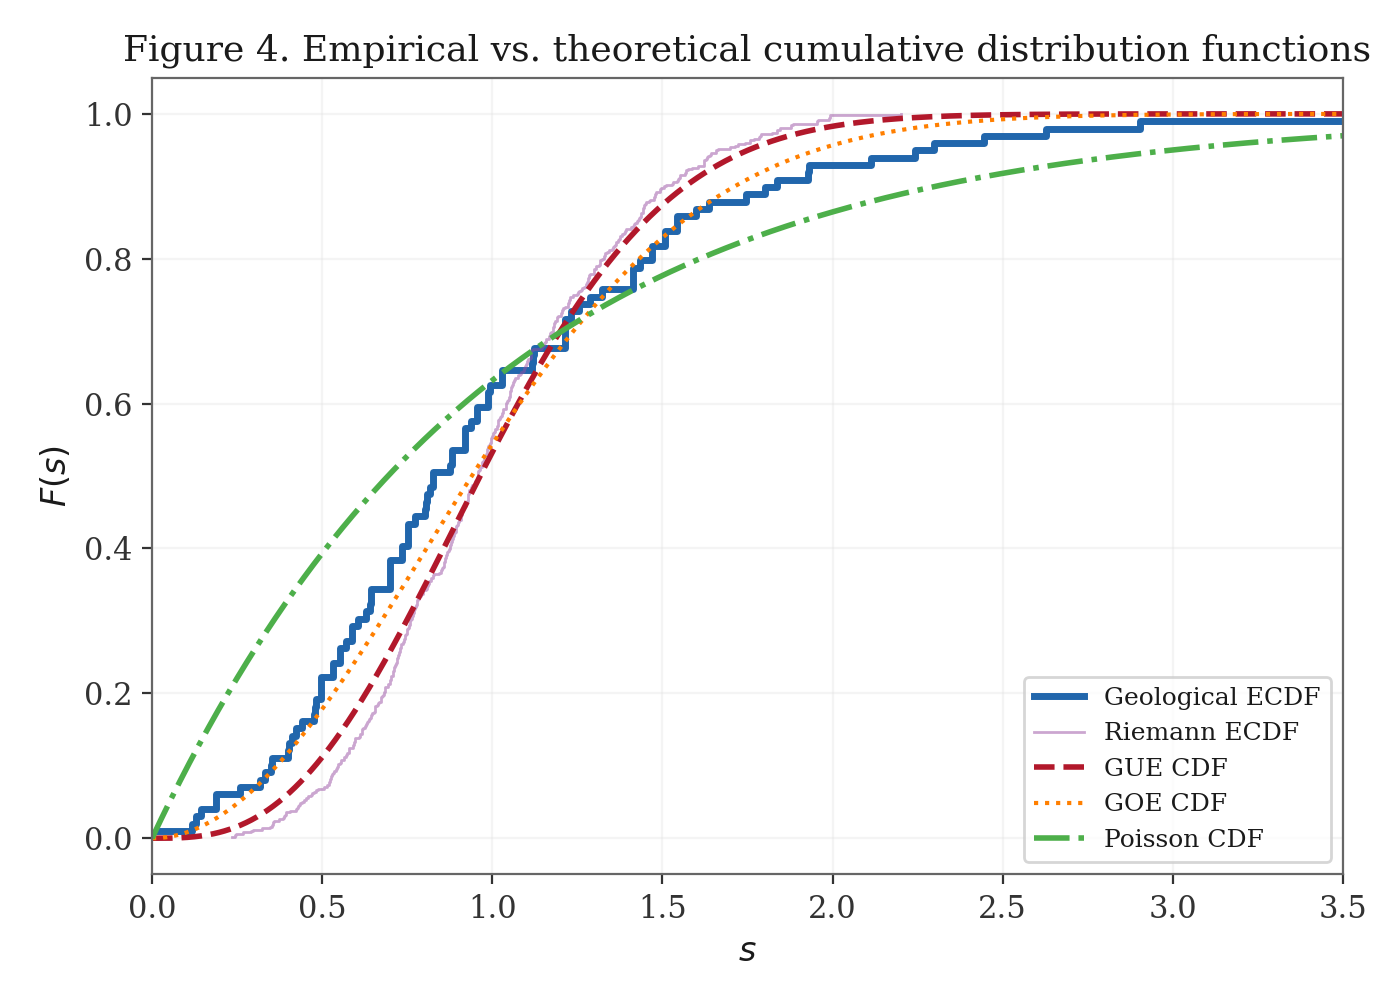 Figure 4. Empirical vs. theoretical cumulative distribution functions
1.0
0.8
0.6
0.4
0.2
0.0
F(s)
0.0 0.5 1.0 1.5 2.0 2.5 3.0 3.5
s
Geological ECDF
Riemann ECDF
GUE CDF
GOE CDF
Poisson CDF